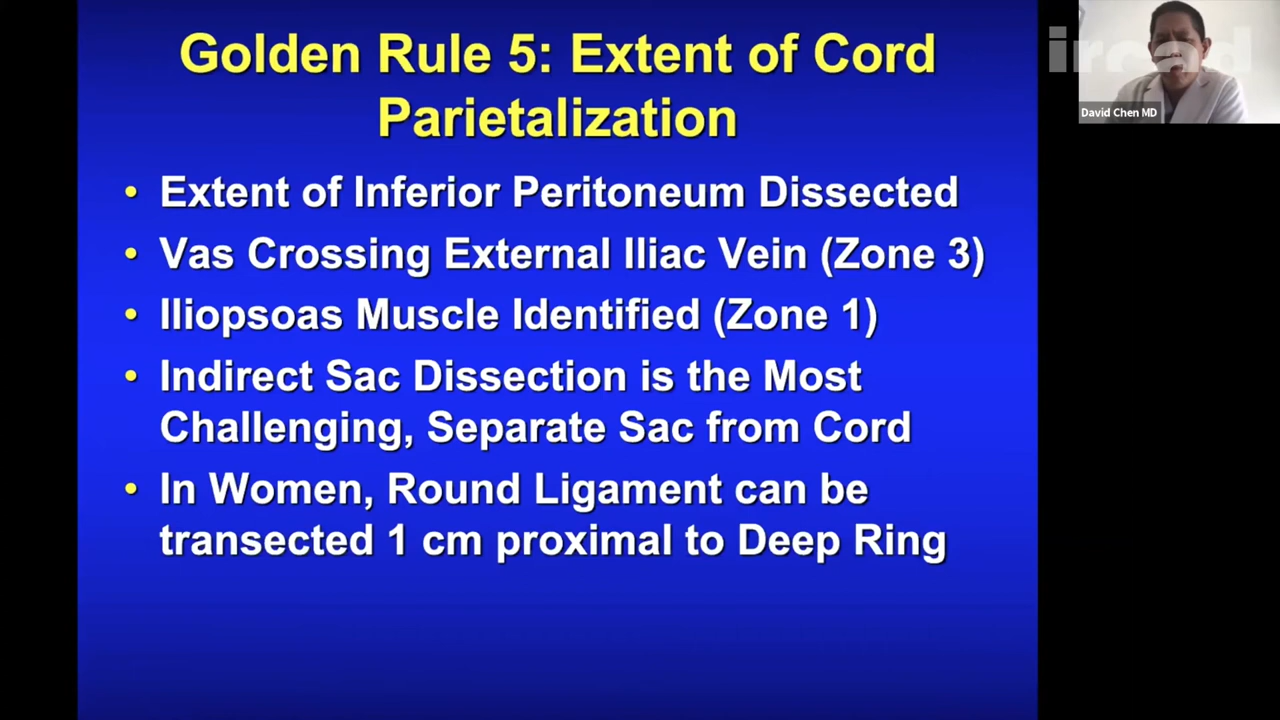 Golden Rule 5: Extent of Cord
Parietalization
• Extent of Inferior Peritoneum Dissected
• Vas Crossing External Iliac Vein (Zone 3)
• Iliopsoas Muscle Identified (Zone 1)
• Indirect Sac Dissection is the Most
Challenging, Separate Sac from Cord
• In Women, Round Ligament can be
transected 1 cm proximal to Deep Ring
ircad
David Chen MD